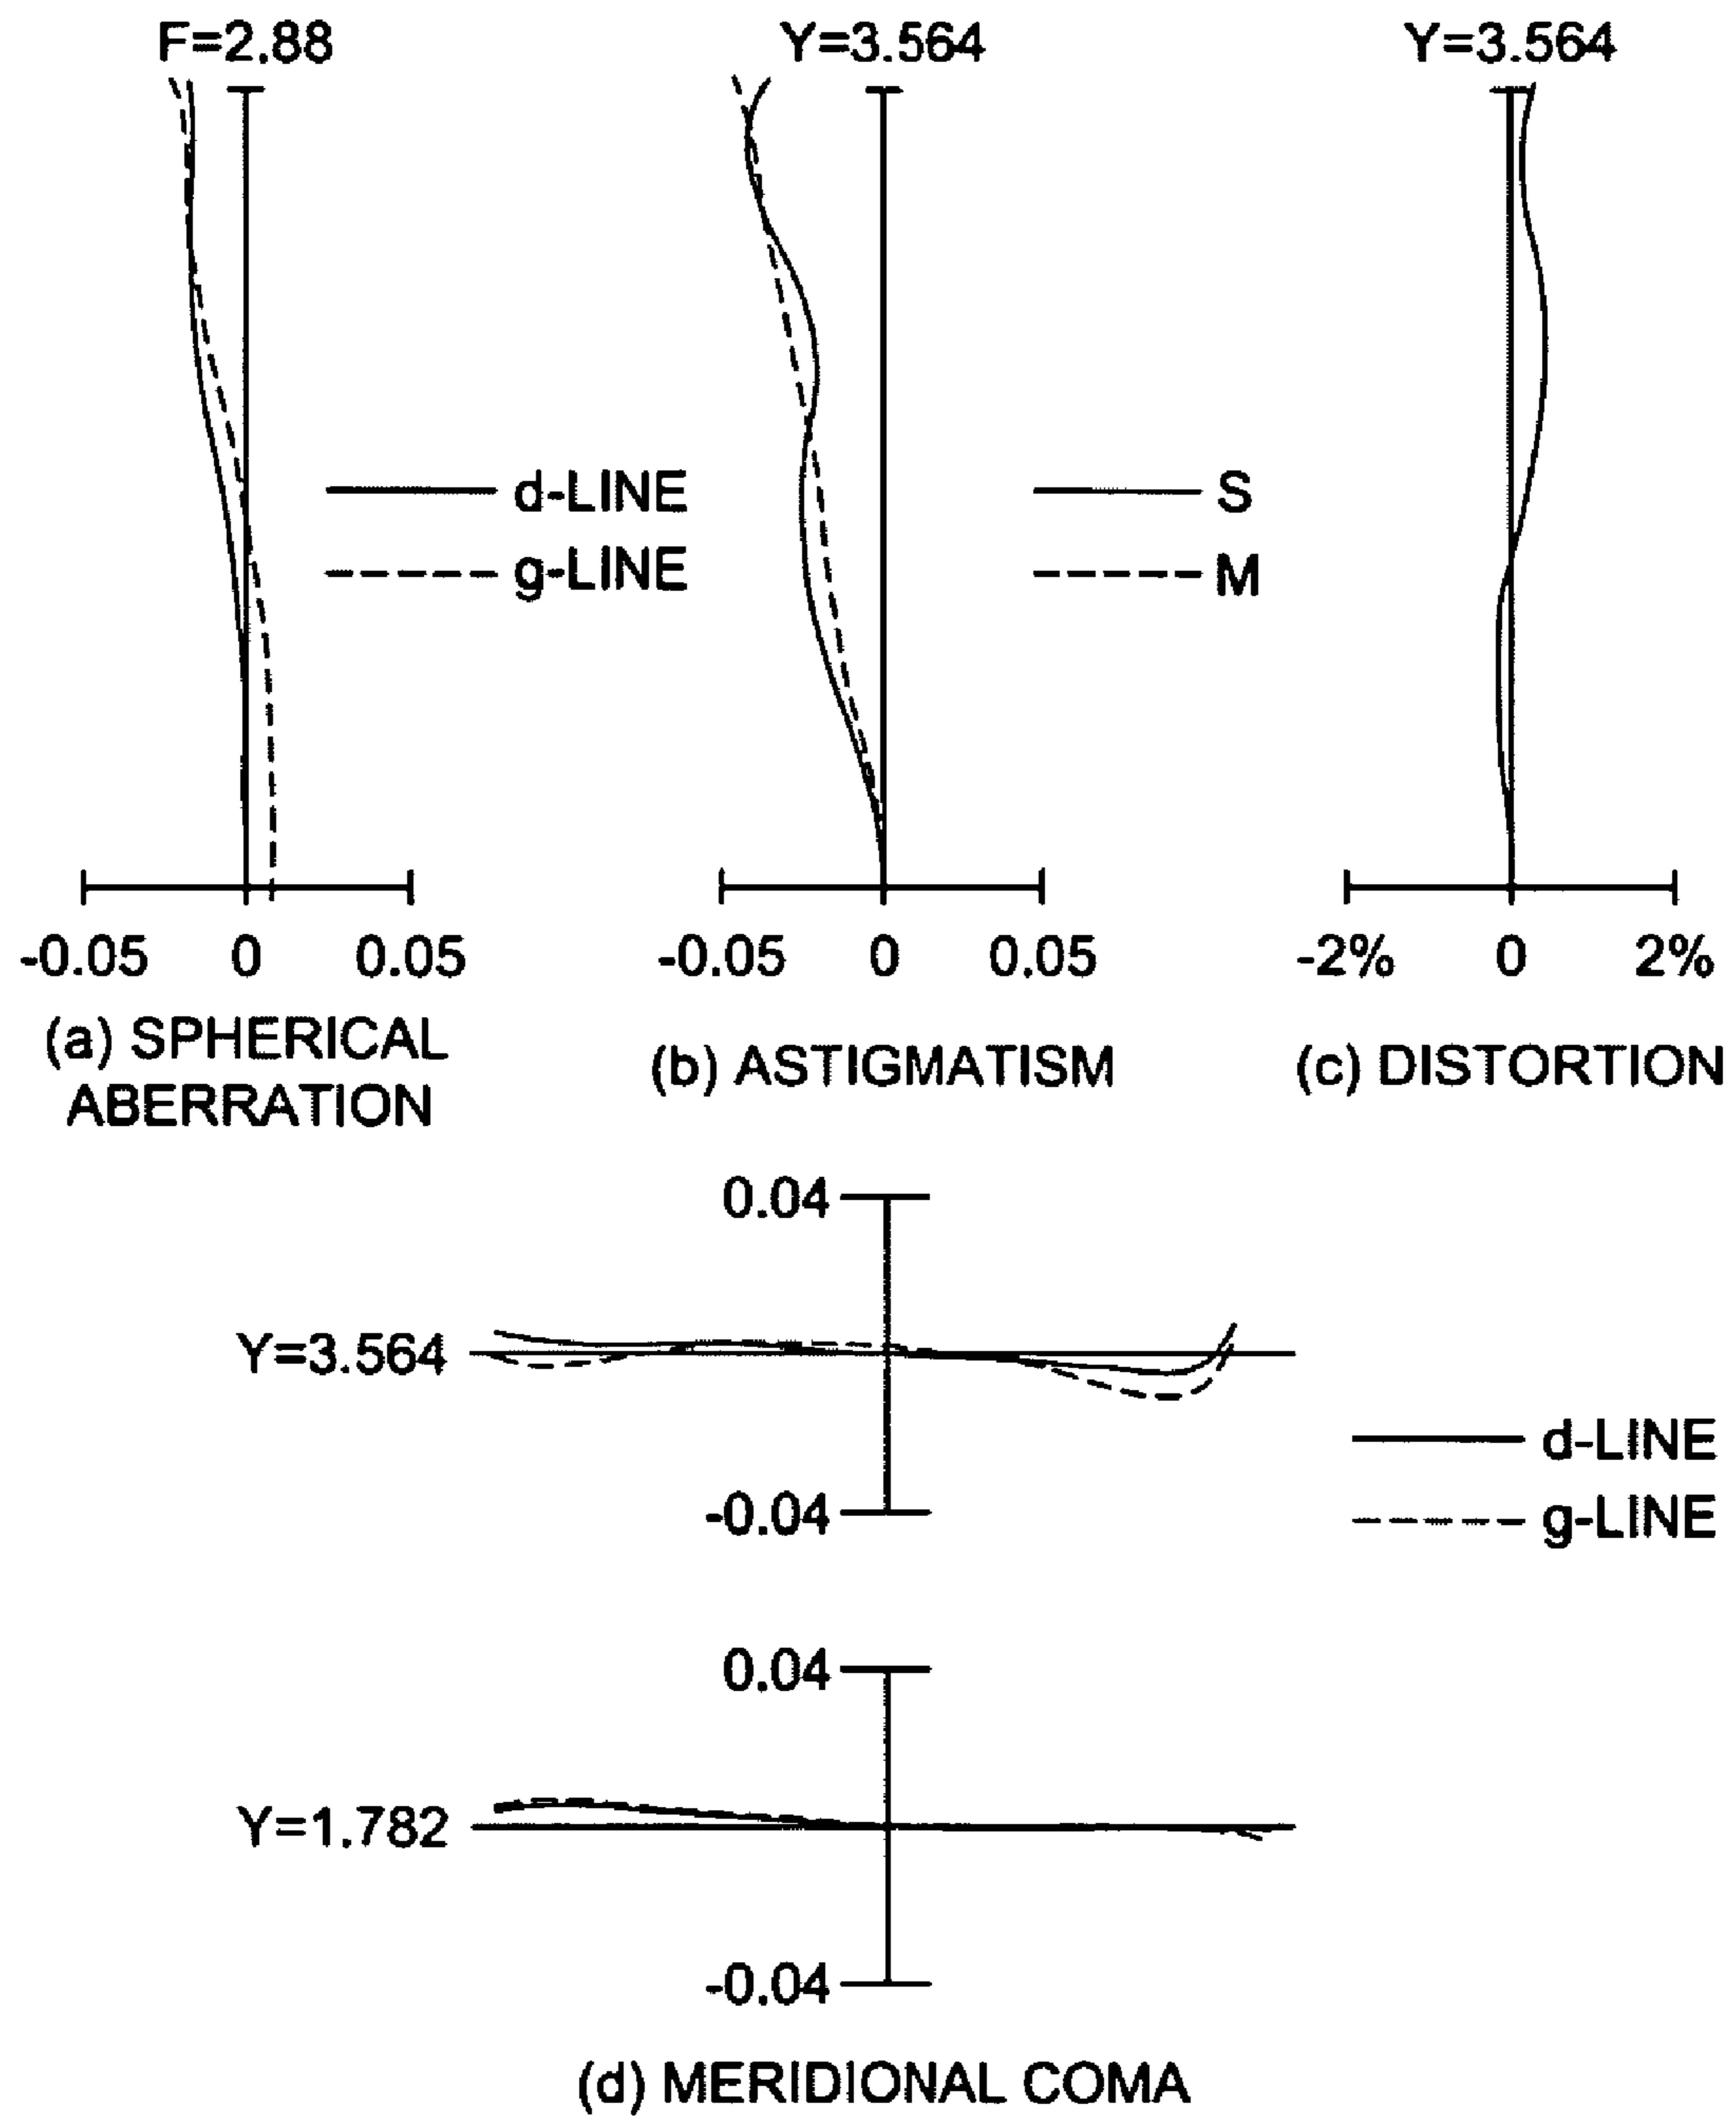 F=2.88
Y=3.564
Y=3.564
d-LINE
g-LINE
S
M
-0.05 0 0.05
-0.05 0 0.05
-2% 0 2%
(a) SPHERICAL
ABERRATION
(b) ASTIGMATISM
(c) DISTORTION
0.04
Y=3.564
-0.04
d-LINE
g-LINE
0.04
Y=1.782
-0.04
(d) MERIDIONAL COMA